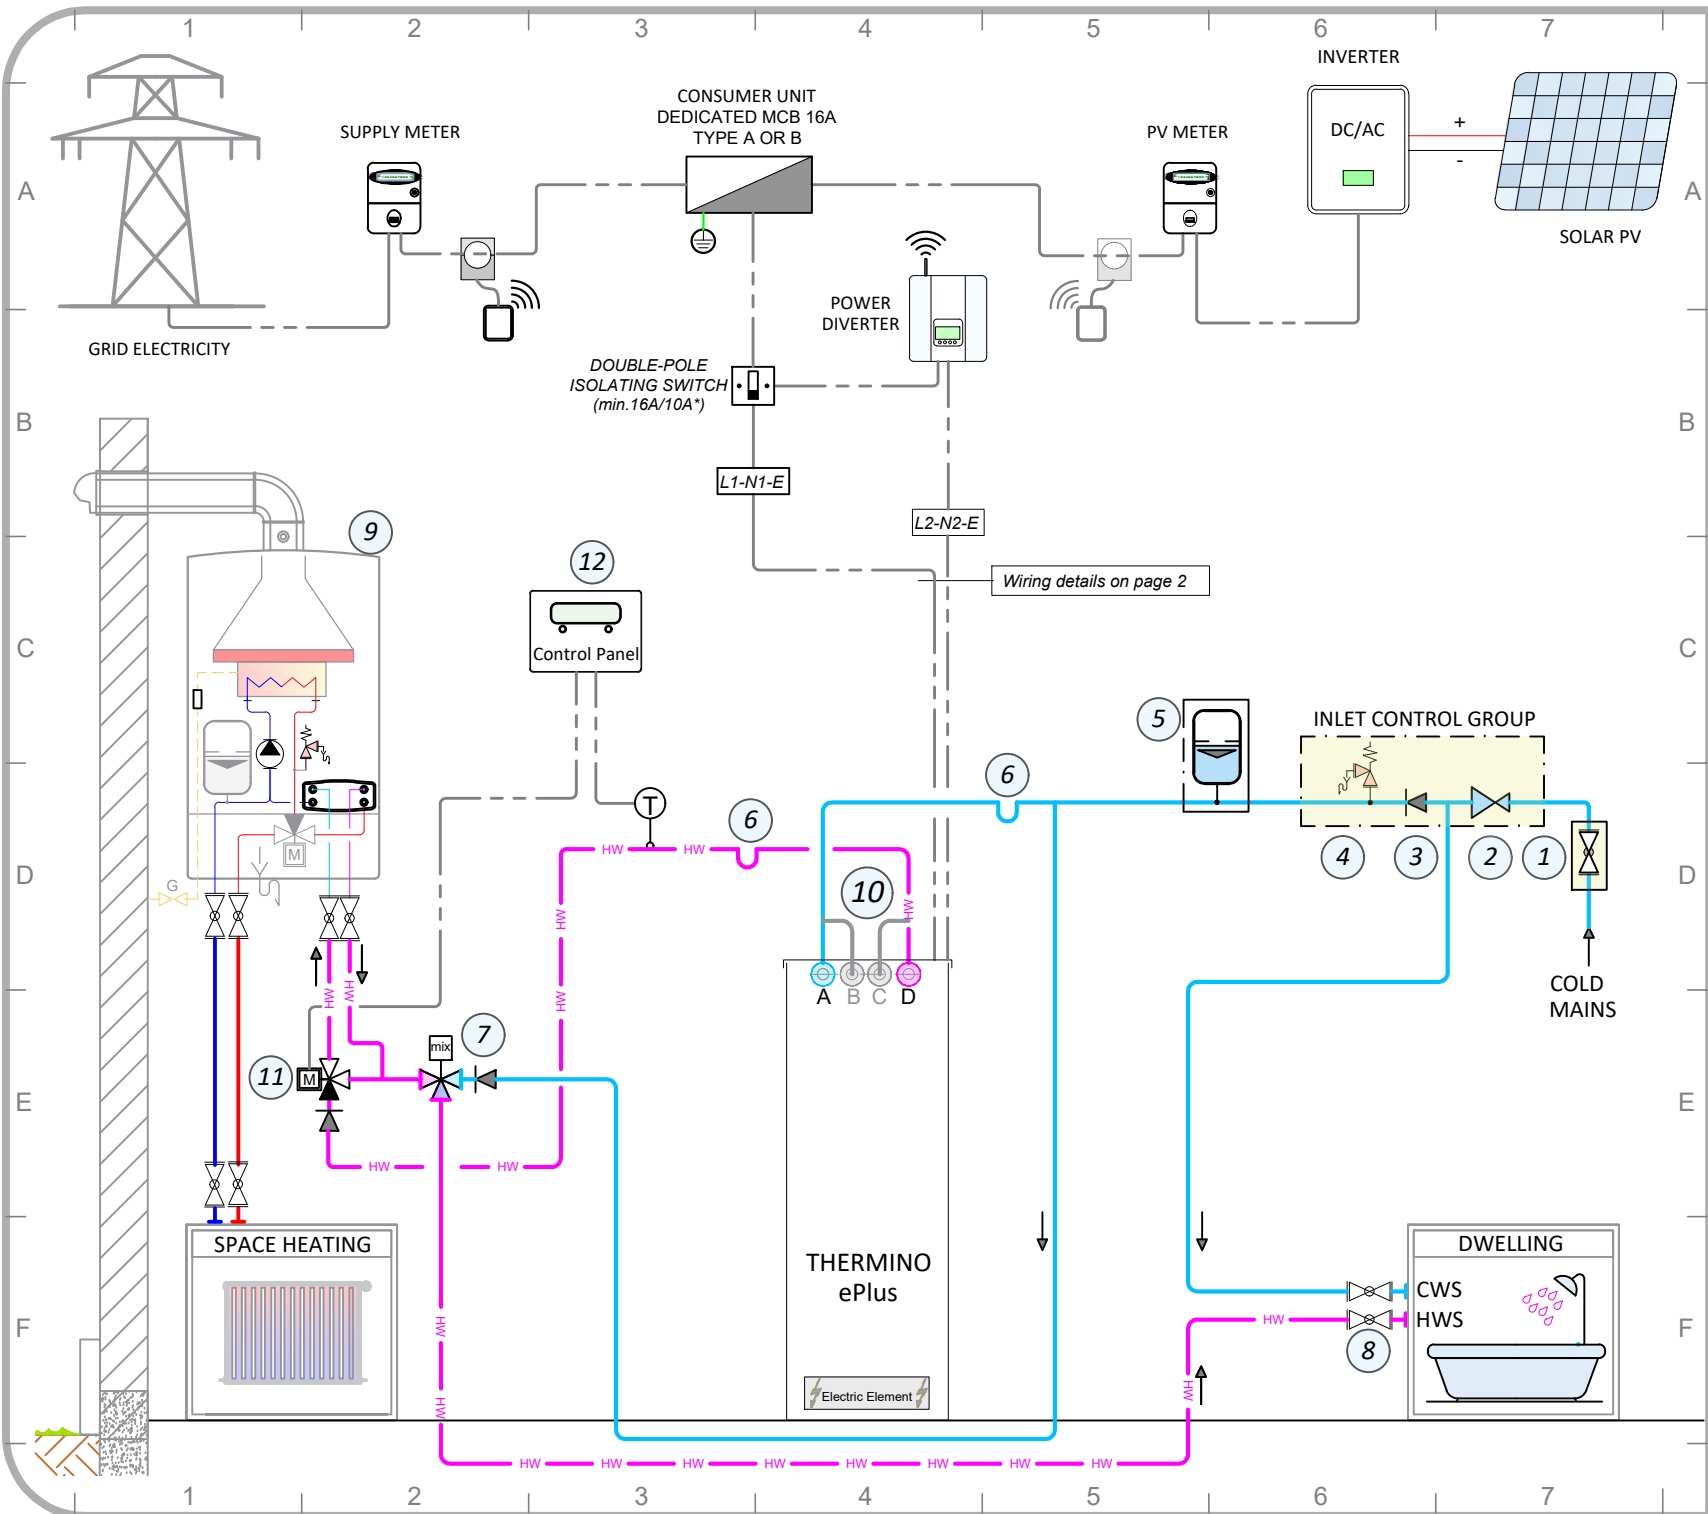 1
2
3
4
5
6
7
INVERTER
CONSUMER UNIT
DEDICATED MCB 16A
TYPE A OR B
SUPPLY METER
PV METER
DC/AC
+
-
A
A
SOLAR PV
POWER
DIVERTER
GRID ELECTRICITY
DOUBLE-POLE
ISOLATING SWITCH
(min.16A/10A*)
B
B
L1-N1-E
L2-N2-E
9
12
Wiring details on page 2
C
C
Control Panel
5
INLET CONTROL GROUP
6
T
6
4
3
2
1
M
D
D
G
HW
HW
10
HW
HW
HW
A
B
C
D
COLD
MAINS
HW
HW
7
mix
11
M
E
E
HW
HW
SPACE HEATING
DWELLING
THERMINO
ePlus
CWS
HWS
F
F
HW
HW
8
HW
HW
Electric Element
HW
HW
HW
HW
HW
HW
HW
HW
1
2
3
4
5
6
7